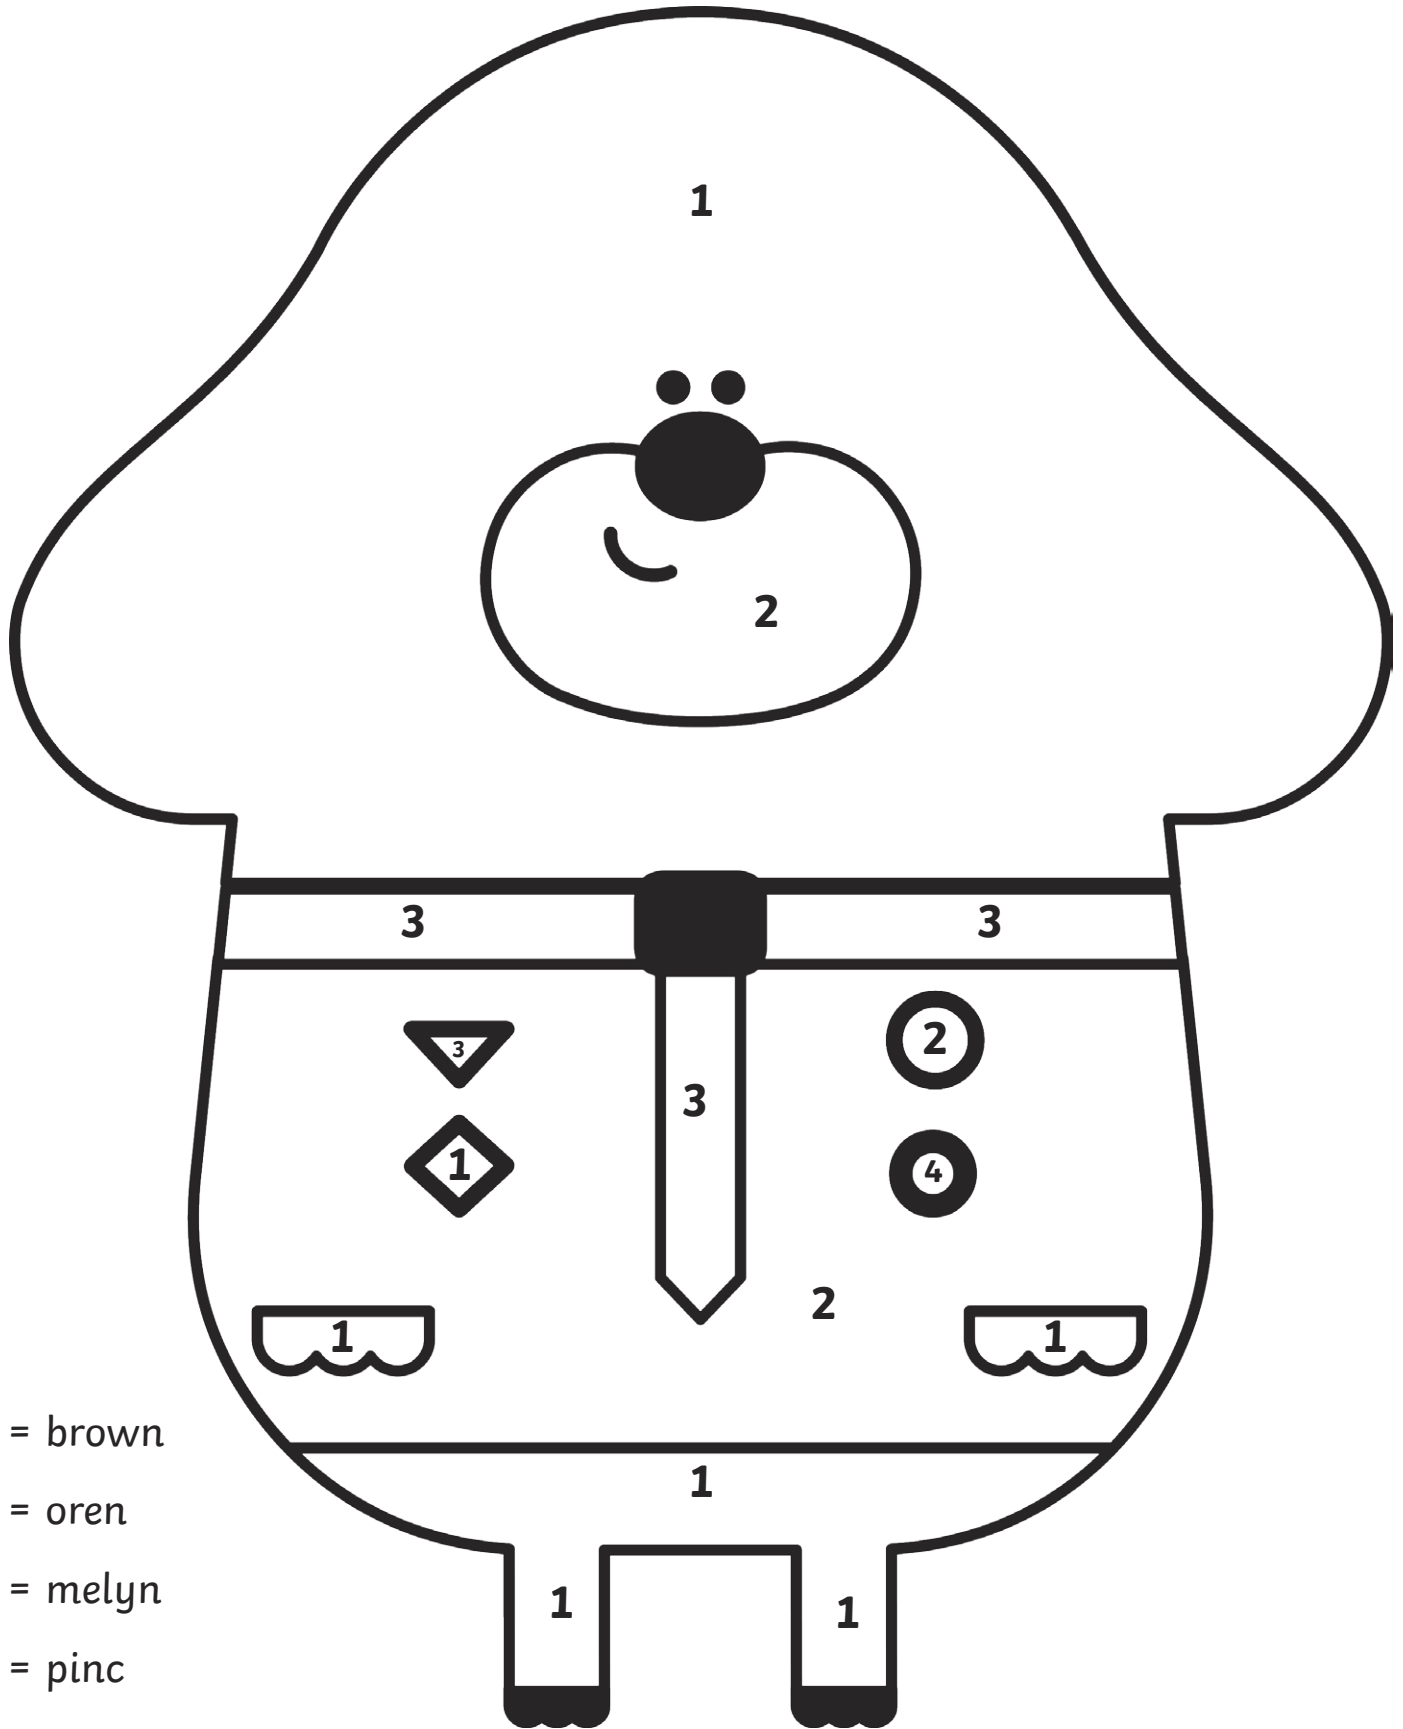 1
2
3 3
3 2
3
1 4
2
1 1
= brown
1
= oren
= melyn
1 1
= pinc